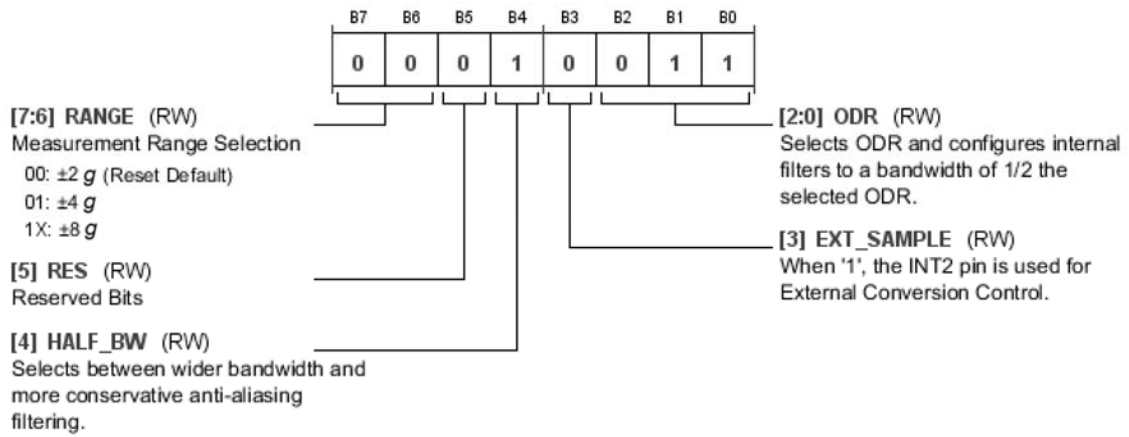 B7 B6 B5 B4 B3 B2 B1 B0
0 0 0 1 0 0 1 1
[7:6] RANGE (RW)
Measurement Range Selection
00: ±2 g (Reset Default)
01: ±4 g
1X: ±8 g
[5] RES (RW)
Reserved Bits
[4] HALF_BW (RW)
Selects between wider bandwidth and
more conservative anti-aliasing
filtering.
[2:0] ODR (RW)
Selects ODR and configures internal
filters to a bandwidth of 1/2 the
selected ODR.
[3] EXT_SAMPLE (RW)
When '1', the INT2 pin is used for
External Conversion Control.